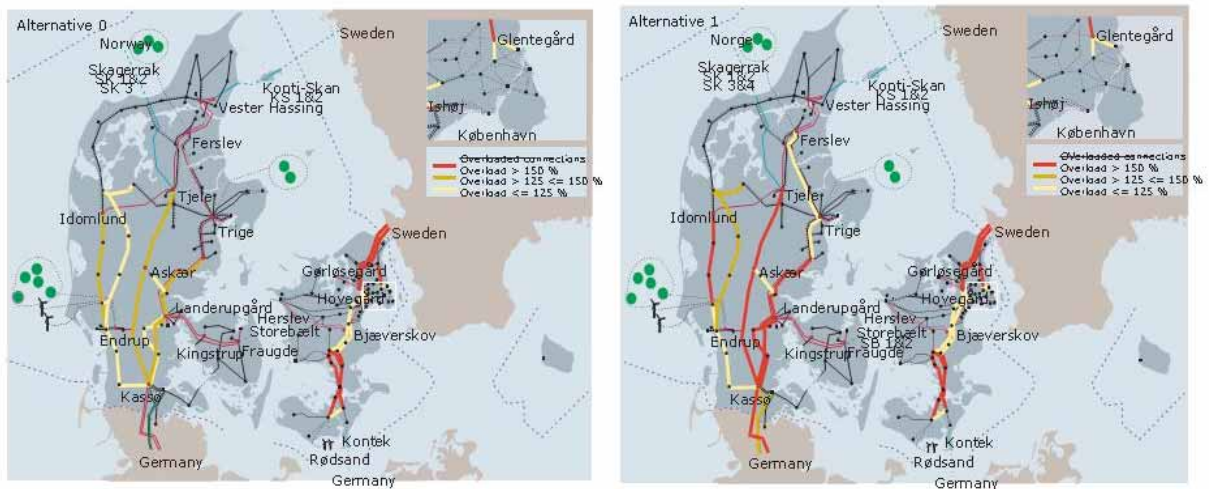 Alternative 0
Norway
Skagerrak
SK 1&2
SK 3
Konti-Skan
KS 1&2
Vester Hassing
Ferslev
Tjele
Idomlund
Trige
Askær
Landerupgård
Endrup
Kingstrup
Fraugde
Kassø
Germany
Sweden
Glentegård
Ishøj
København
Overloaded connections
Overload > 150 %
Overload > 125 <= 150 %
Overload <= 125 %
Sweden
Gørløsegård
Hovegård
Herslev
Storebælt
Bjæverskov
Kontek
Rødsand
Germany
Alternative 1
Norge
Skagerrak
SK 1&2
SK 3&4
Konti-Skan
KS 1&2
Vester Hassing
Ferslev
Tjele
Idomlund
Trige
Askær
Landerupgård
Endrup
Kingstrup
Fraugde
Kassø
Germany
Sweden
Glentegård
Ishøj
København
Overloaded connections
Overload > 150 %
Overload > 125 <= 150 %
Overload <= 125 %
Sweden
Gørløsegård
Hovegård
Herslev
Storebælt
SB 1&2
Bjæverskov
Kontek
Rødsand
Germany